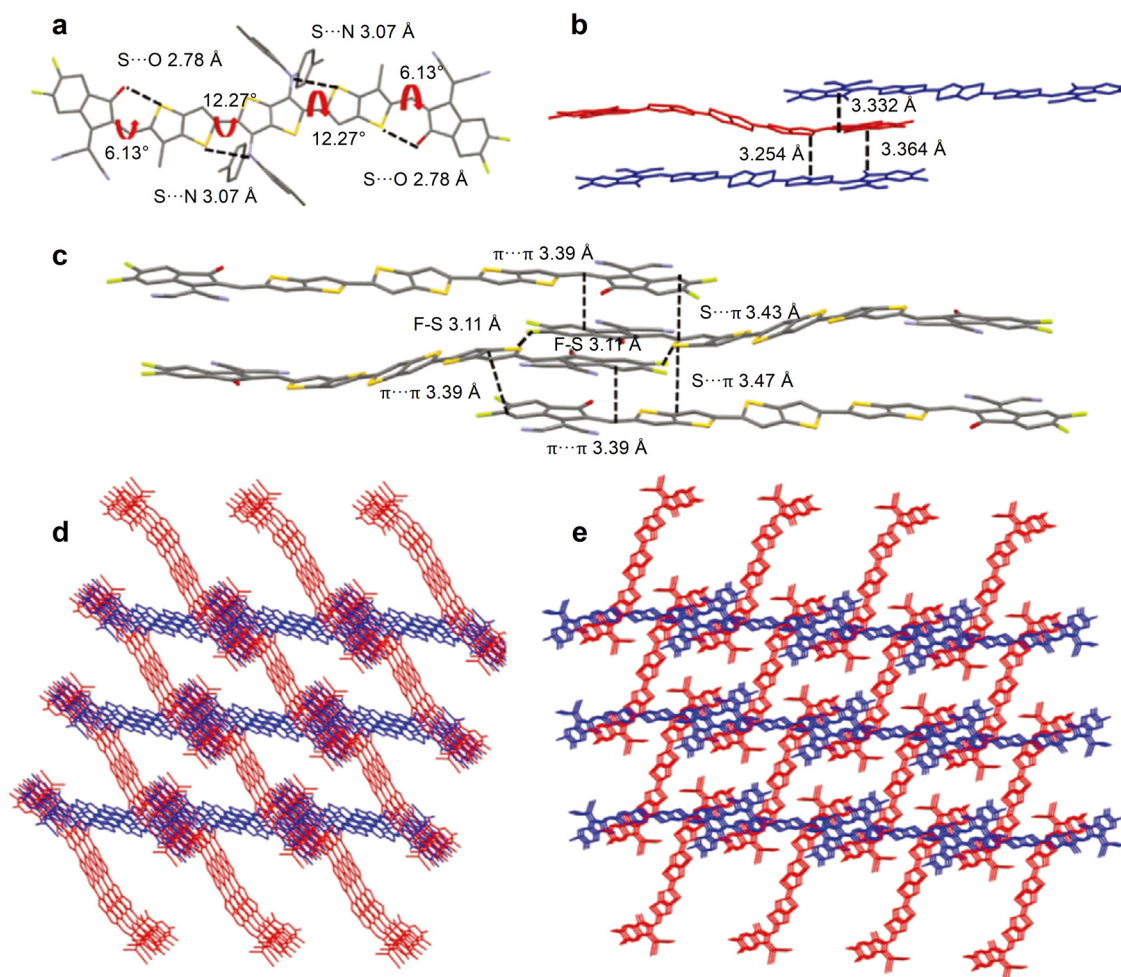 a
S···N 3.07 Å
S···O 2.78 Å
6.13°
12.27°
12.27°
6.13°
S···O 2.78 Å
S···N 3.07 Å
b
3.332 Å
3.254 Å
3.364 Å
c
π···π 3.39 Å
S···π 3.43 Å
F-S 3.11 Å
F-S 3.11 Å
S···π 3.47 Å
π···π 3.39 Å
π···π 3.39 Å
d
e